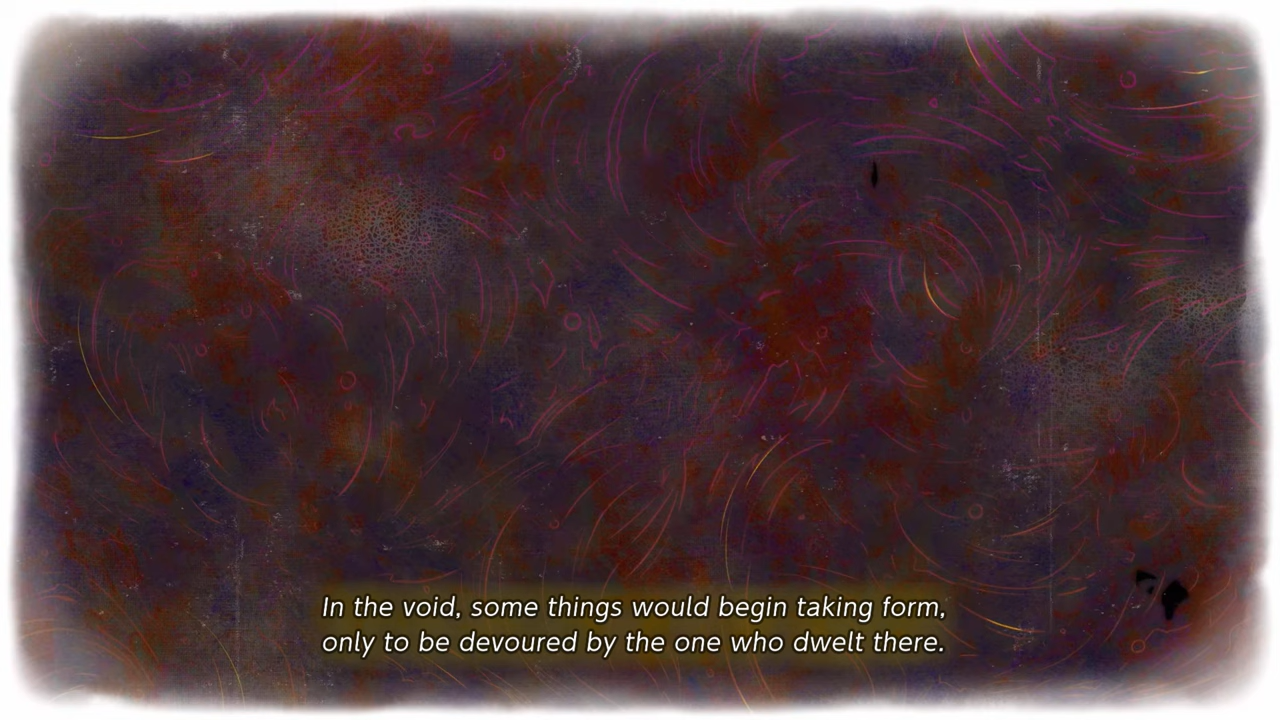 In the void, some things would begin taking form,
only to be devoured by the one who dwelt there.